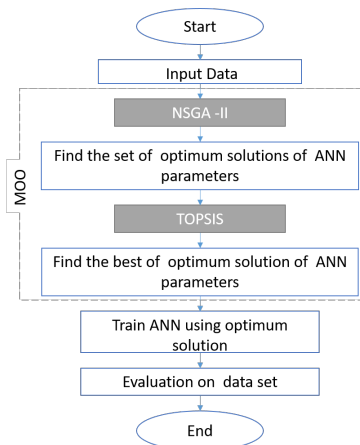 Start
Input Data
NSGA -II
Find the set of optimum solutions of ANN
parameters
MOO
TOPSIS
Find the best of optimum solution of ANN
parameters
Train ANN using optimum
solution
Evaluation on data set
End